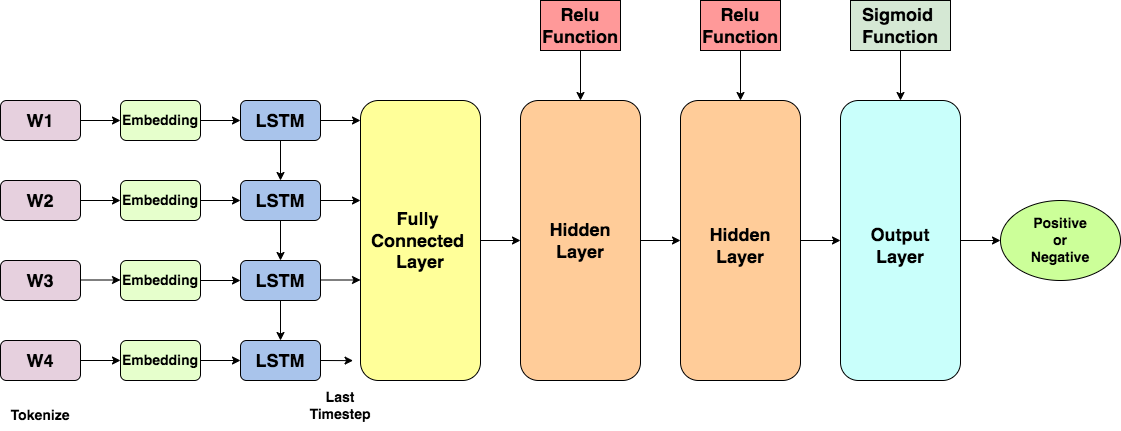 Relu
Function
Relu
Function
Sigmoid
Function
W1
Embedding
LSTM
W2
Embedding
LSTM
W3
Embedding
LSTM
W4
Embedding
LSTM
Fully
Connected
Layer
Hidden
Layer
Hidden
Layer
Output
Layer
Positive
or
Negative
Tokenize
Last
Timestep